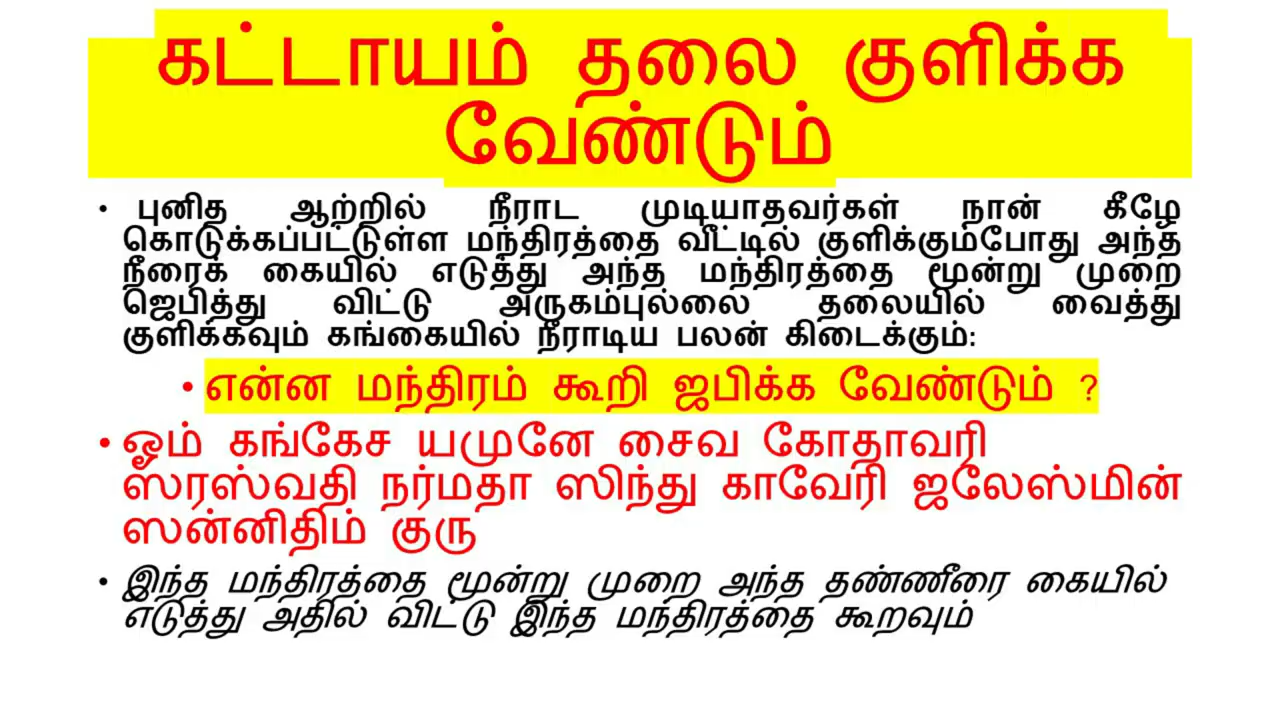 கட்டாயம் தலை குளிக்க
வேண்டும்
• புனித ஆற்றில் நீராட முடியாதவர்கள் நான் கீழே
கொடுக்கப்பட்டுள்ள மந்திரத்தை வீட்டில் குளிக்கும்போது அந்த
நீரைக் கையில் எடுத்து அந்த மந்திரத்தை மூன்று முறை
ஜெபித்து விட்டு அருகம்புல்லை தலையில் வைத்து
குளிக்கவும் கங்கையில் நீராடிய பலன் கிடைக்கும்:
• என்ன மந்திரம் கூறி ஜபிக்க வேண்டும் ?
• ஓம் கங்கேச யமுனே சைவ கோதாவரி
ஸரஸ்வதி நர்மதா ஸிந்து காவேரி ஜலேஸ்மின்
ஸன்னிதிம் குரு
• இந்த மந்திரத்தை மூன்று முறை அந்த தண்ணீரை கையில்
எடுத்து அதில் விட்டு இந்த மந்திரத்தை கூறவும்